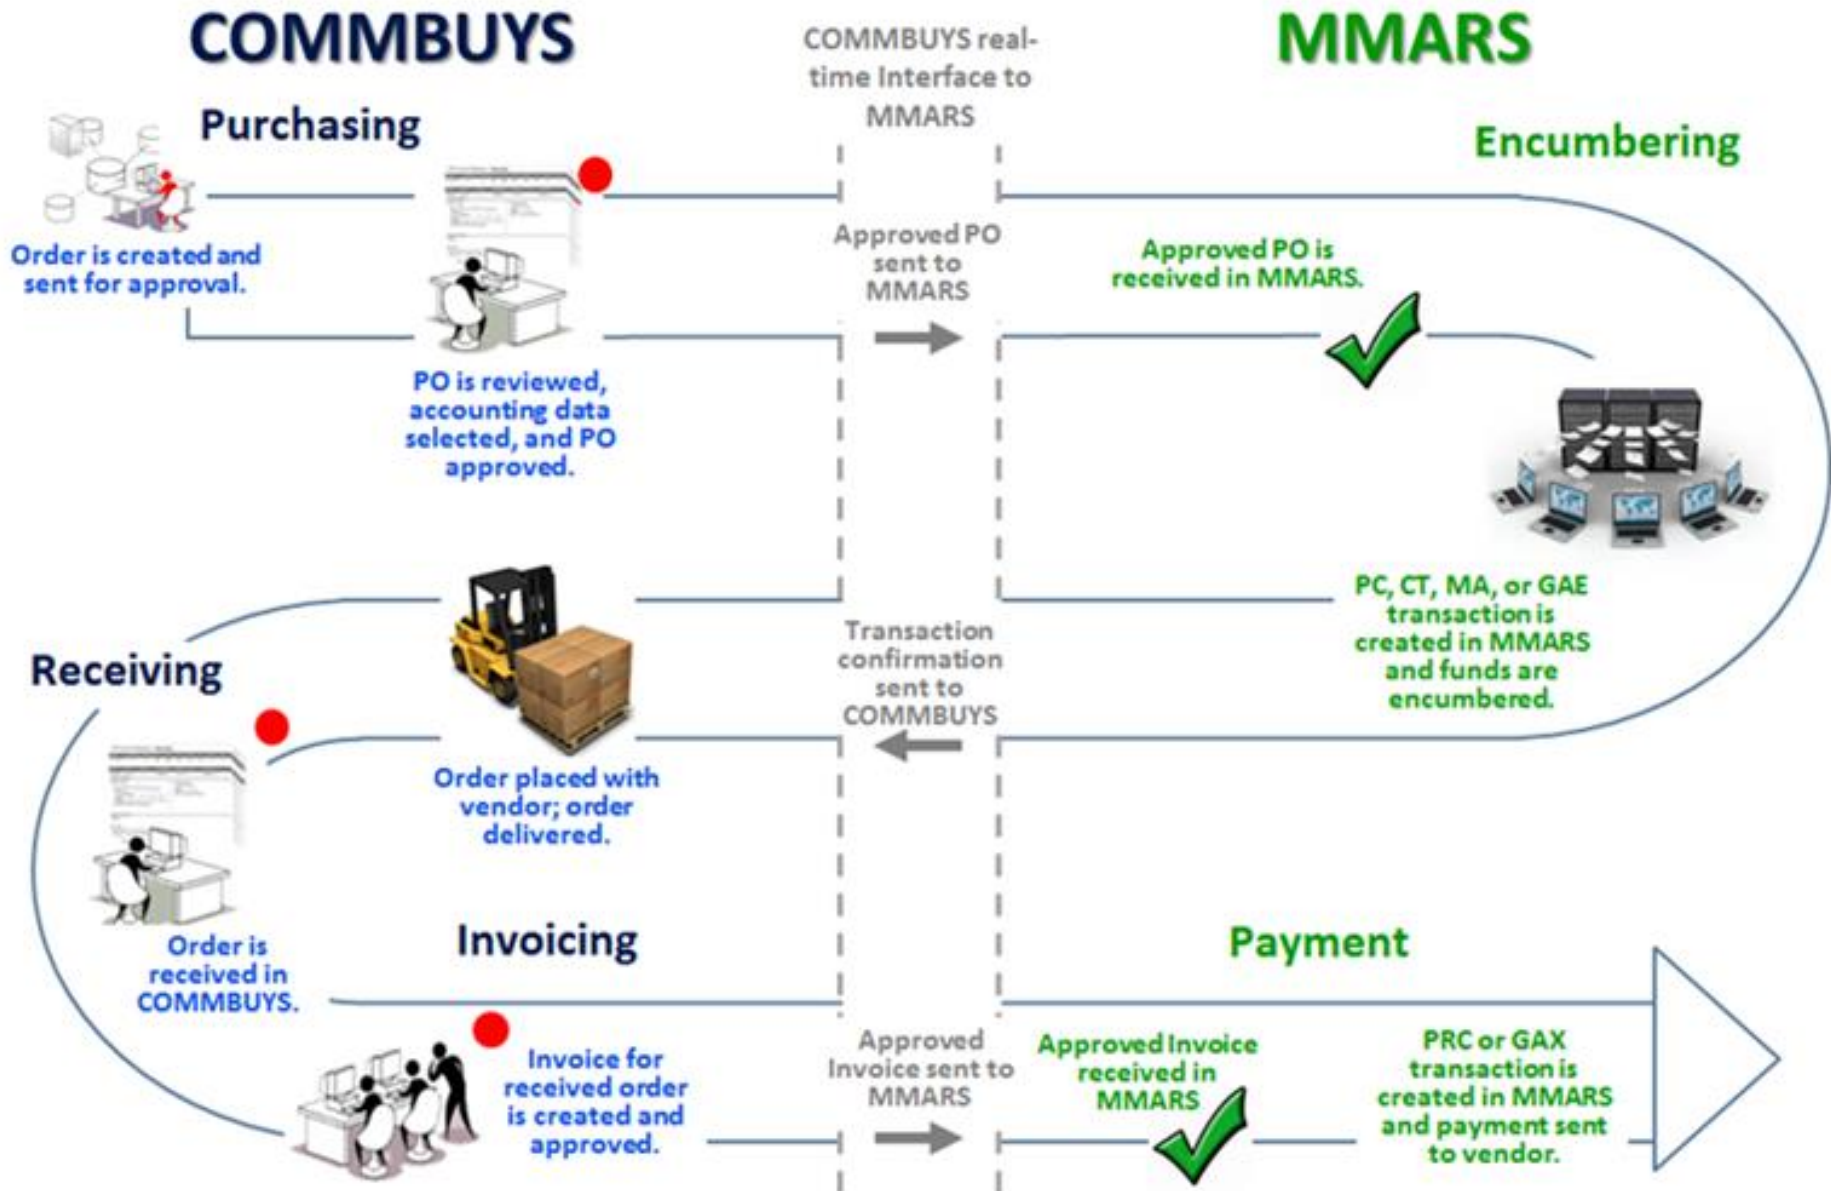 COMMBUYS
COMMBUYS real-
time Interface to
MMARS
MMARS
Purchasing
Encumbering
Order is created and
sent for approval.
PO is reviewed,
accounting data
selected, and PO
approved.
Approved PO
sent to
MMARS
Approved PO is
received in MMARS.
PC, CT, MA, or GAE
transaction is
created in MMARS
and funds are
encumbered.
Transaction
confirmation
sent to
COMMBUYS
Receiving
Order placed with
vendor; order
delivered.
Order is
received in
COMMBUYS.
Invoicing
Payment
Invoice for
received order
is created and
approved.
Approved
Invoice sent to
MMARS
Approved Invoice
received in
MMARS
PRC or GAX
transaction is
created in MMARS
and payment sent
to vendor.